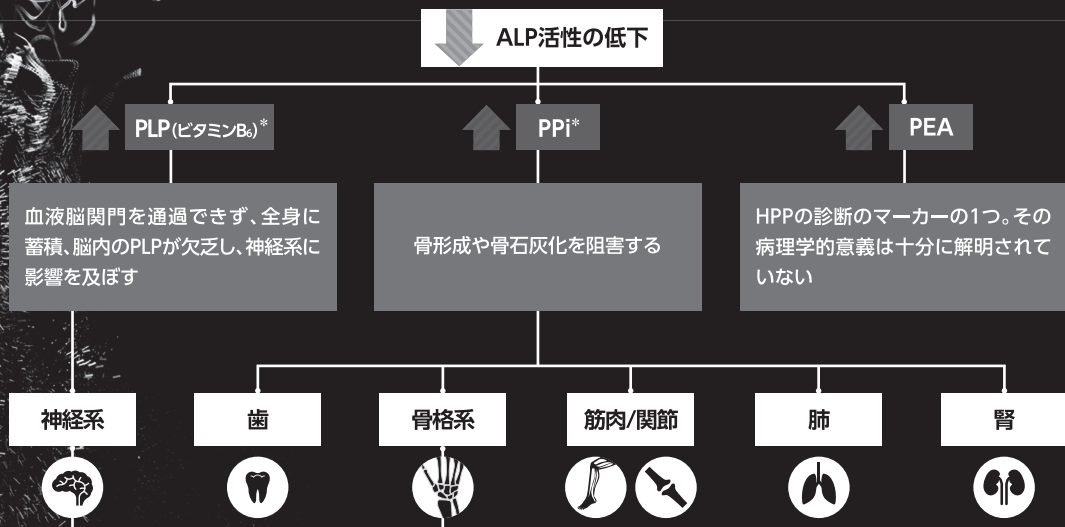 ALP活性の低下
PLP(ビタミンB₆)*
PPi*
PEA
血液脳関門を通過できず、全身に
蓄積、脳内のPLPが欠乏し、神経系に
影響を及ぼす
骨形成や骨石灰化を阻害する
HPPの診断のマーカーの1つ。その
病理学的意義は十分に解明されて
いない
神経系
歯
骨格系
筋肉/関節
肺
腎